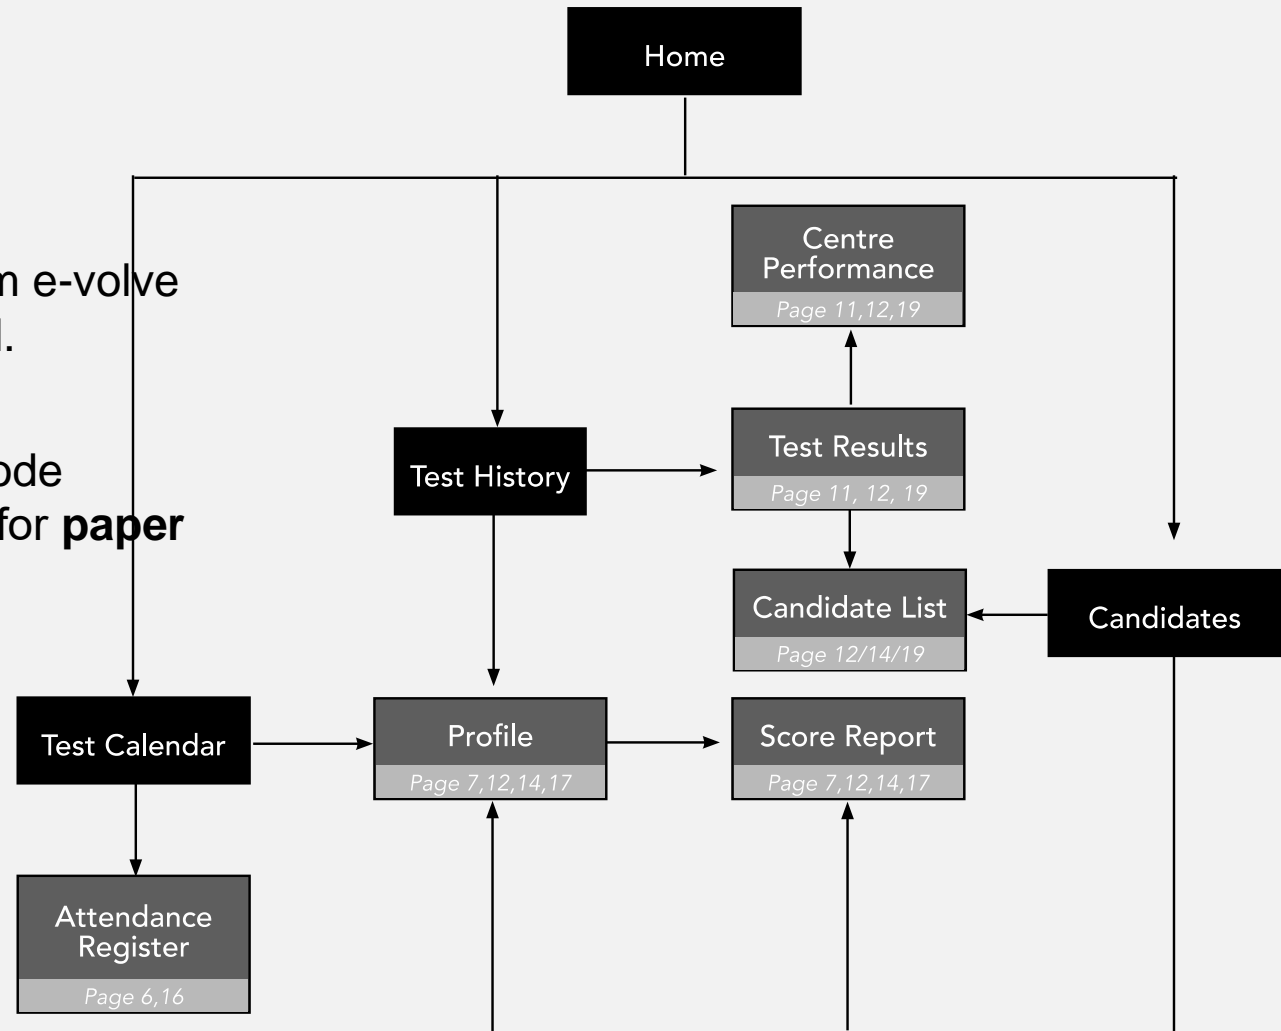 Home
Centre
Performance
Page 11,12,19
e-volve
Test Results
Page 11, 12, 19
Test History
for paper
Candidate List
Page 12/14/19
Candidates
Test Calendar
Profile
Page 7,12,14,17
Score Report
Page 7,12,14,17
Attendance
Register
Page 6,16